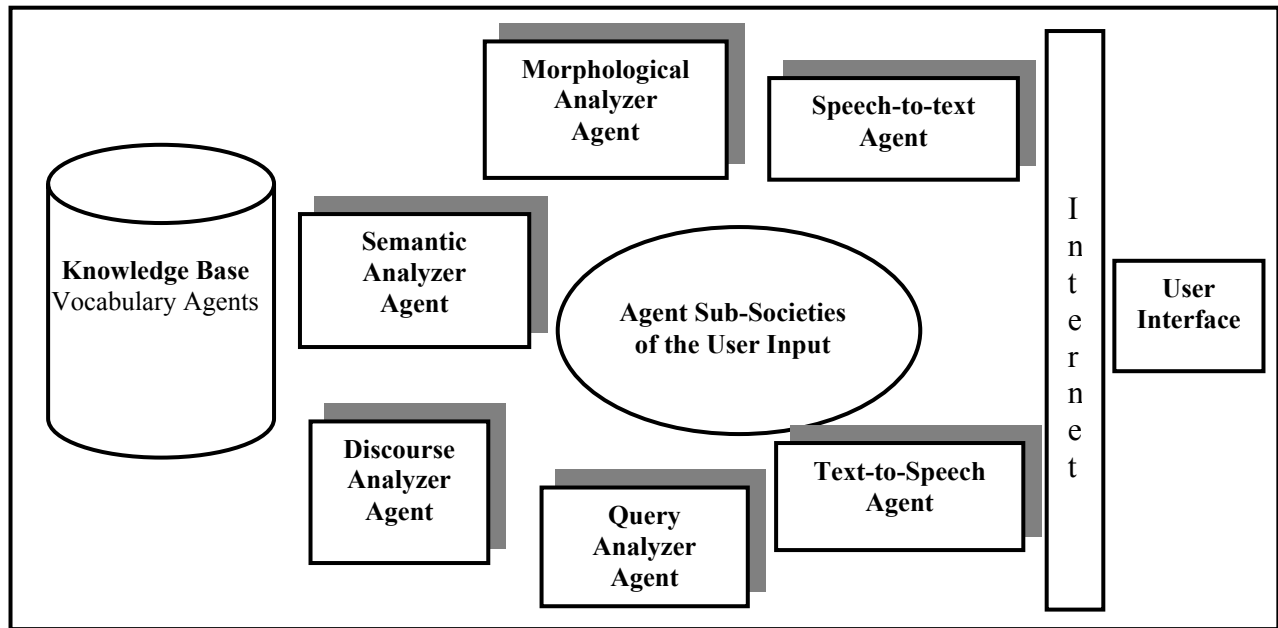 Morphological
Analyzer
Agent
Speech-to-text
Agent
Knowledge Base
Vocabulary Agents
Semantic
Analyzer
Agent
Agent Sub-Societies
of the User Input
Internet
User
Interface
Discourse
Analyzer
Agent
Query
Analyzer
Agent
Text-to-Speech
Agent